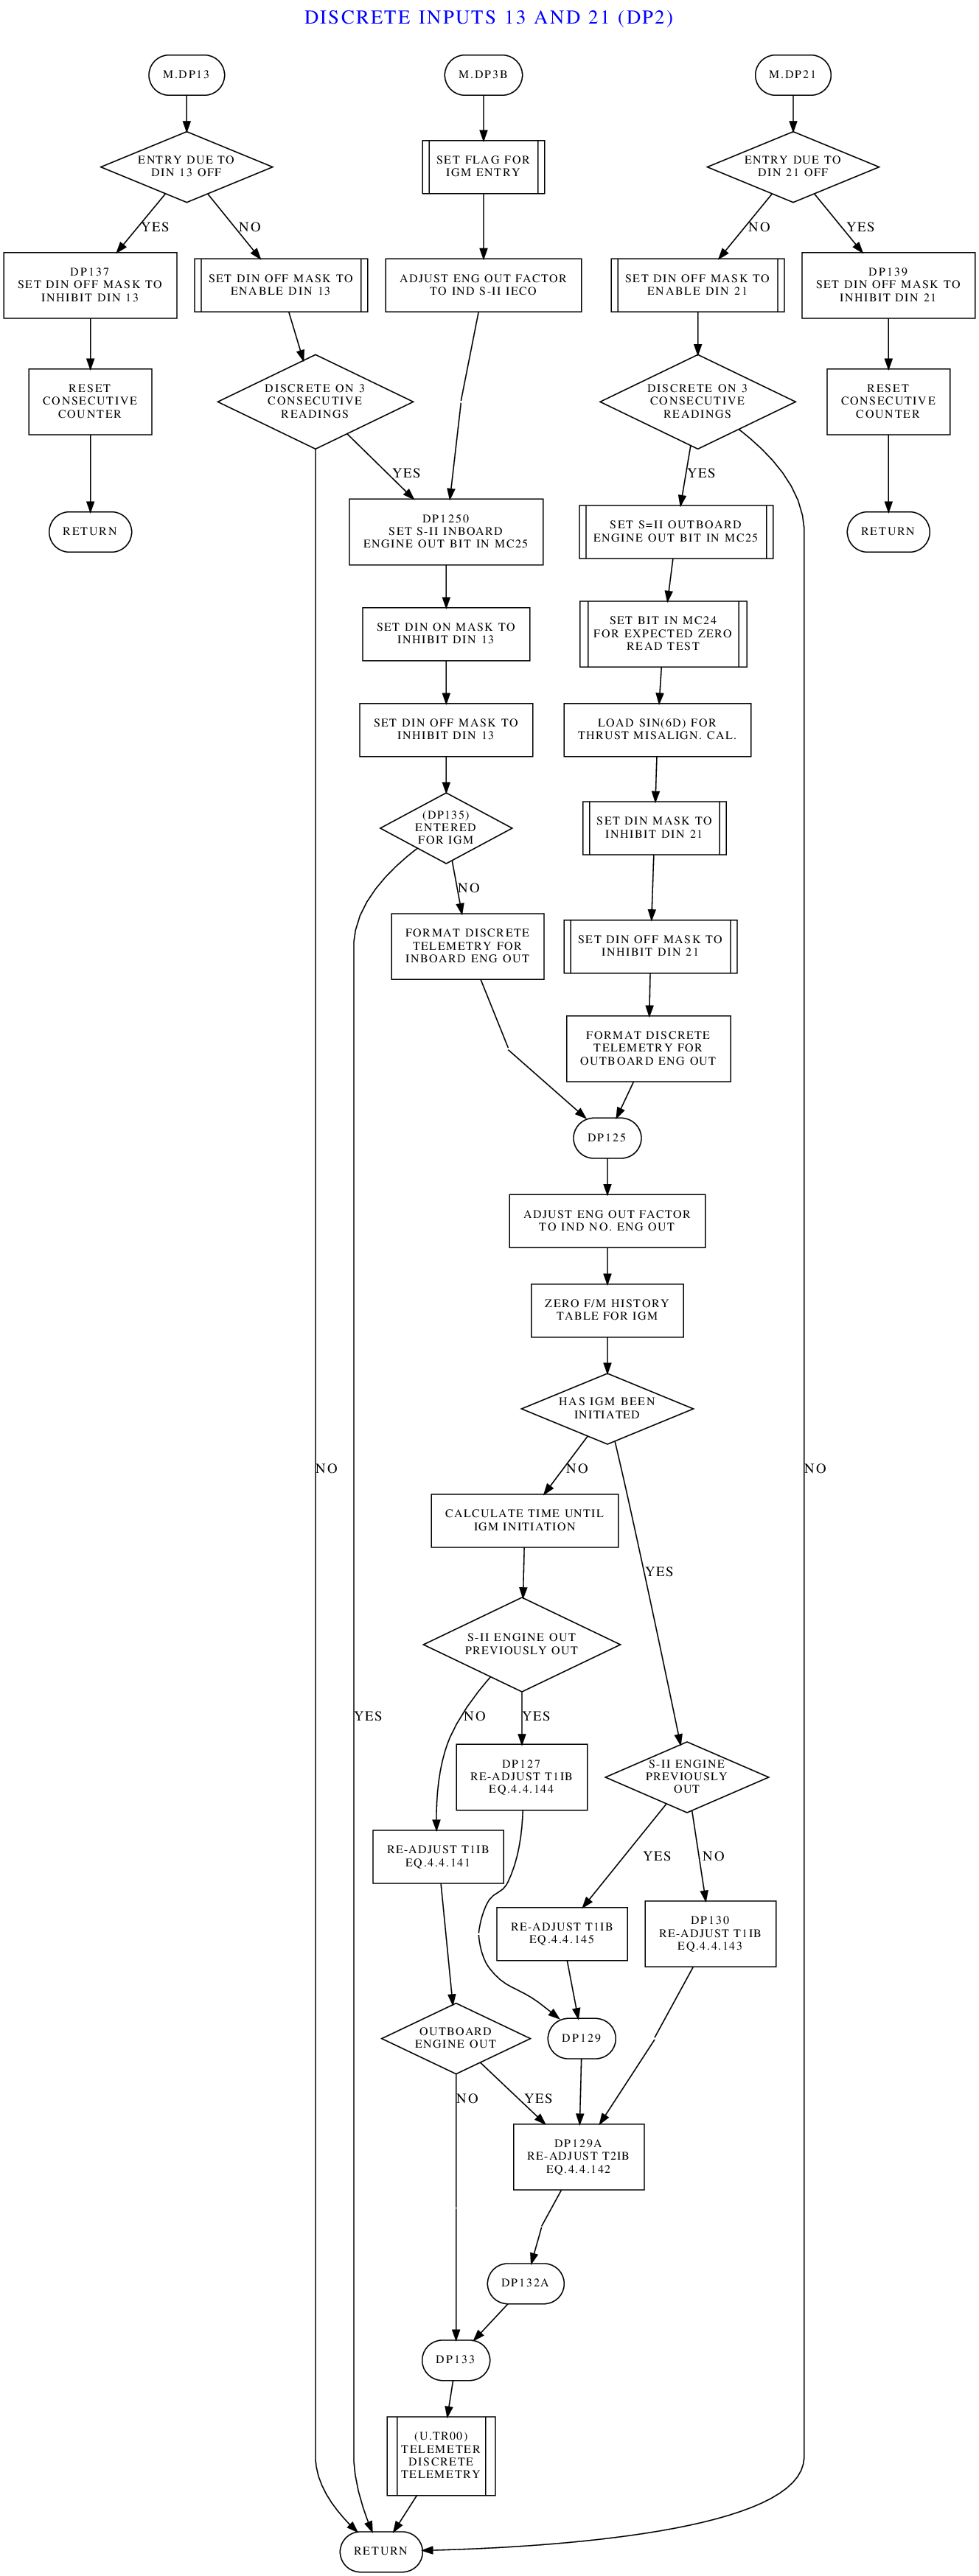 DISCRETE INPUTS 13 AND 21 (DP2)
M.DP13
M.DP3B
M.DP21
ENTRY DUE TO
DIN 13 OFF
SET FLAG FOR
IGM ENTRY
ENTRY DUE TO
DIN 21 OFF
YES
NO
NO
YES
DP137
SET DIN OFF MASK TO
INHIBIT DIN 13
SET DIN OFF MASK TO
ENABLE DIN 13
ADJUST ENG OUT FACTOR
TO IND S-II IECO
SET DIN OFF MASK TO
ENABLE DIN 21
DP139
SET DIN OFF MASK TO
INHIBIT DIN 21
RESET
CONSECUTIVE
COUNTER
DISCRETE ON 3
CONSECUTIVE
READINGS
DISCRETE ON 3
CONSECUTIVE
READINGS
RESET
CONSECUTIVE
COUNTER
YES
YES
RETURN
DP1250
SET S-II INBOARD
ENGINE OUT BIT IN MC25
SET S=II OUTBOARD
ENGINE OUT BIT IN MC25
RETURN
SET DIN ON MASK TO
INHIBIT DIN 13
SET BIT IN MC24
FOR EXPECTED ZERO
READ TEST
SET DIN OFF MASK TO
INHIBIT DIN 13
LOAD SIN(6D) FOR
THRUST MISALIGN. CAL.
(DP135)
ENTERED
FOR IGM
SET DIN MASK TO
INHIBIT DIN 21
NO
FORMAT DISCRETE
TELEMETRY FOR
INBOARD ENG OUT
SET DIN OFF MASK TO
INHIBIT DIN 21
FORMAT DISCRETE
TELEMETRY FOR
OUTBOARD ENG OUT
DP125
ADJUST ENG OUT FACTOR
TO IND NO. ENG OUT
ZERO F/M HISTORY
TABLE FOR IGM
HAS IGM BEEN
INITIATED
NO
NO
NO
CALCULATE TIME UNTIL
IGM INITIATION
YES
S-II ENGINE OUT
PREVIOUSLY OUT
YES
NO
YES
DP127
RE-ADJUST T1IB
EQ.4.4.144
S-II ENGINE
PREVIOUSLY
OUT
RE-ADJUST T1IB
EQ.4.4.141
YES
NO
RE-ADJUST T1IB
EQ.4.4.145
DP130
RE-ADJUST T1IB
EQ.4.4.143
OUTBOARD
ENGINE OUT
DP129
NO
YES
DP129A
RE-ADJUST T2IB
EQ.4.4.142
DP132A
DP133
(U.TR00)
TELEMETER
DISCRETE
TELEMETRY
RETURN